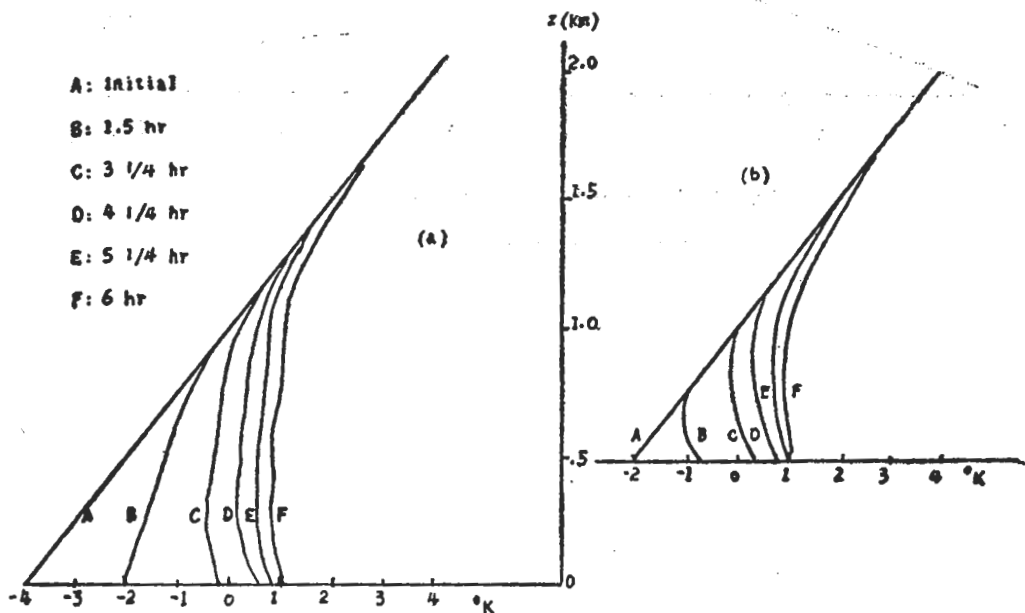 z (Km)
2.0
A: Initial
B: 1.5 hr
C: 3 1/4 hr
D: 4 1/4 hr
E: 5 1/4 hr
F: 6 hr
(a)
(b)
1.5
1.0
E F
A B C D
.5
-2 -1 0 1 2 3 4 °K
A B C D E F
0
-4 -3 -2 -1 0 1 2 3 4 °K